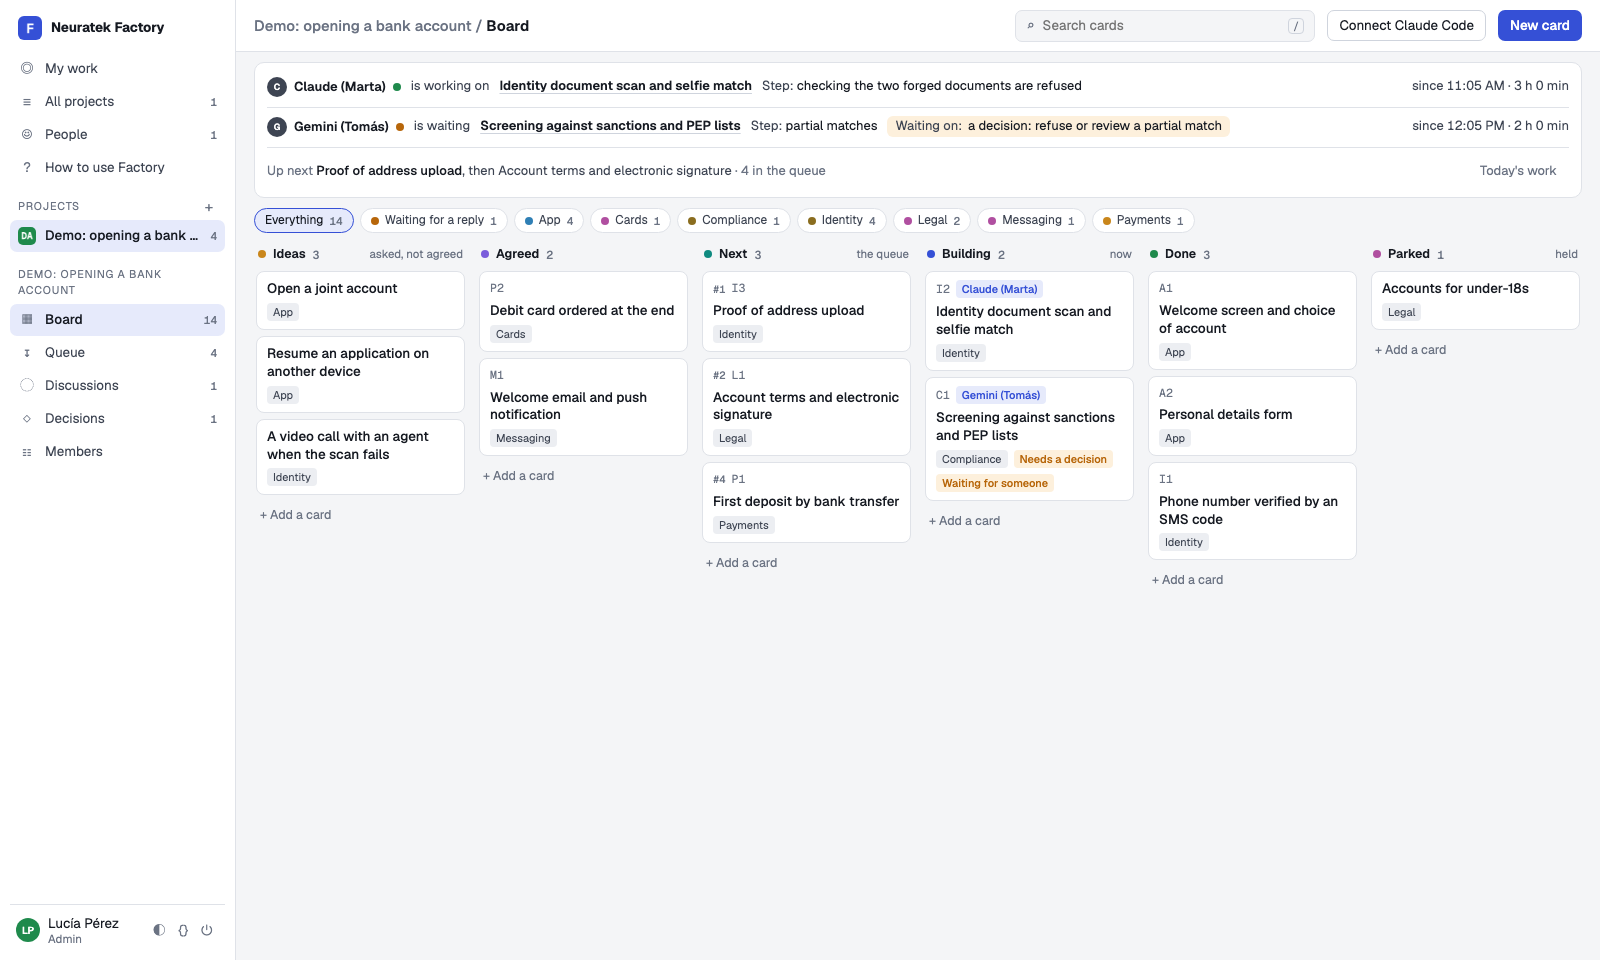 F Neuratek Factory
My work
All projects 1
People 1
? How to use Factory
PROJECTS +
DA Demo: opening a bank … 4
DEMO: OPENING A BANK
ACCOUNT
Board 14
Queue 4
Discussions 1
Decisions 1
Members
LP Lucía Pérez
Admin
{}
Demo: opening a bank account / Board
Search cards /
Connect Claude Code
New card
C Claude (Marta) is working on Identity document scan and selfie match Step: checking the two forged documents are refused since 11:05 AM · 3 h 0 min
G Gemini (Tomás) is waiting Screening against sanctions and PEP lists Step: partial matches Waiting on: a decision: refuse or review a partial match since 12:05 PM · 2 h 0 min
Up next Proof of address upload, then Account terms and electronic signature · 4 in the queue Today's work
Everything 14 Waiting for a reply 1 App 4 Cards 1 Compliance 1 Identity 4 Legal 2 Messaging 1 Payments 1
Ideas 3 asked, not agreed
Open a joint account
App
Resume an application on
another device
App
A video call with an agent
when the scan fails
Identity
+ Add a card
Agreed 2
P2
Debit card ordered at the end
Cards
M1
Welcome email and push
notification
Messaging
+ Add a card
Next 3 the queue
#1 I3
Proof of address upload
Identity
#2 L1
Account terms and electronic
signature
Legal
#4 P1
First deposit by bank transfer
Payments
+ Add a card
Building 2 now
I2 Claude (Marta)
Identity document scan and
selfie match
Identity
C1 Gemini (Tomás)
Screening against sanctions
and PEP lists
Compliance Needs a decision
Waiting for someone
+ Add a card
Done 3
A1
Welcome screen and choice
of account
App
A2
Personal details form
App
I1
Phone number verified by an
SMS code
Identity
+ Add a card
Parked 1 held
Accounts for under-18s
Legal
+ Add a card